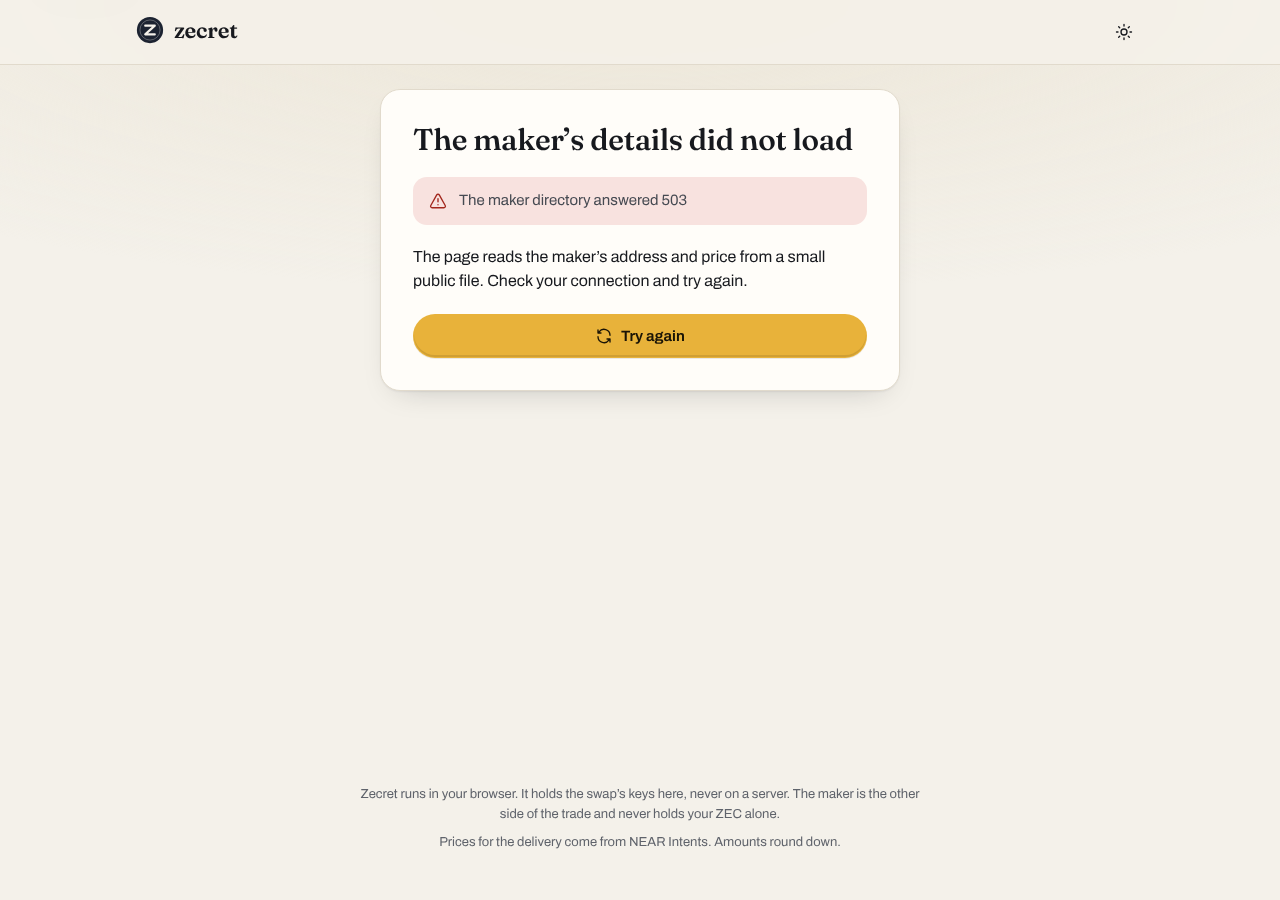 zecret
The maker’s details did not load
The maker directory answered 503
The page reads the maker’s address and price from a small
public file. Check your connection and try again.
Try again
Zecret runs in your browser. It holds the swap’s keys here, never on a server. The maker is the other
side of the trade and never holds your ZEC alone.
Prices for the delivery come from NEAR Intents. Amounts round down.